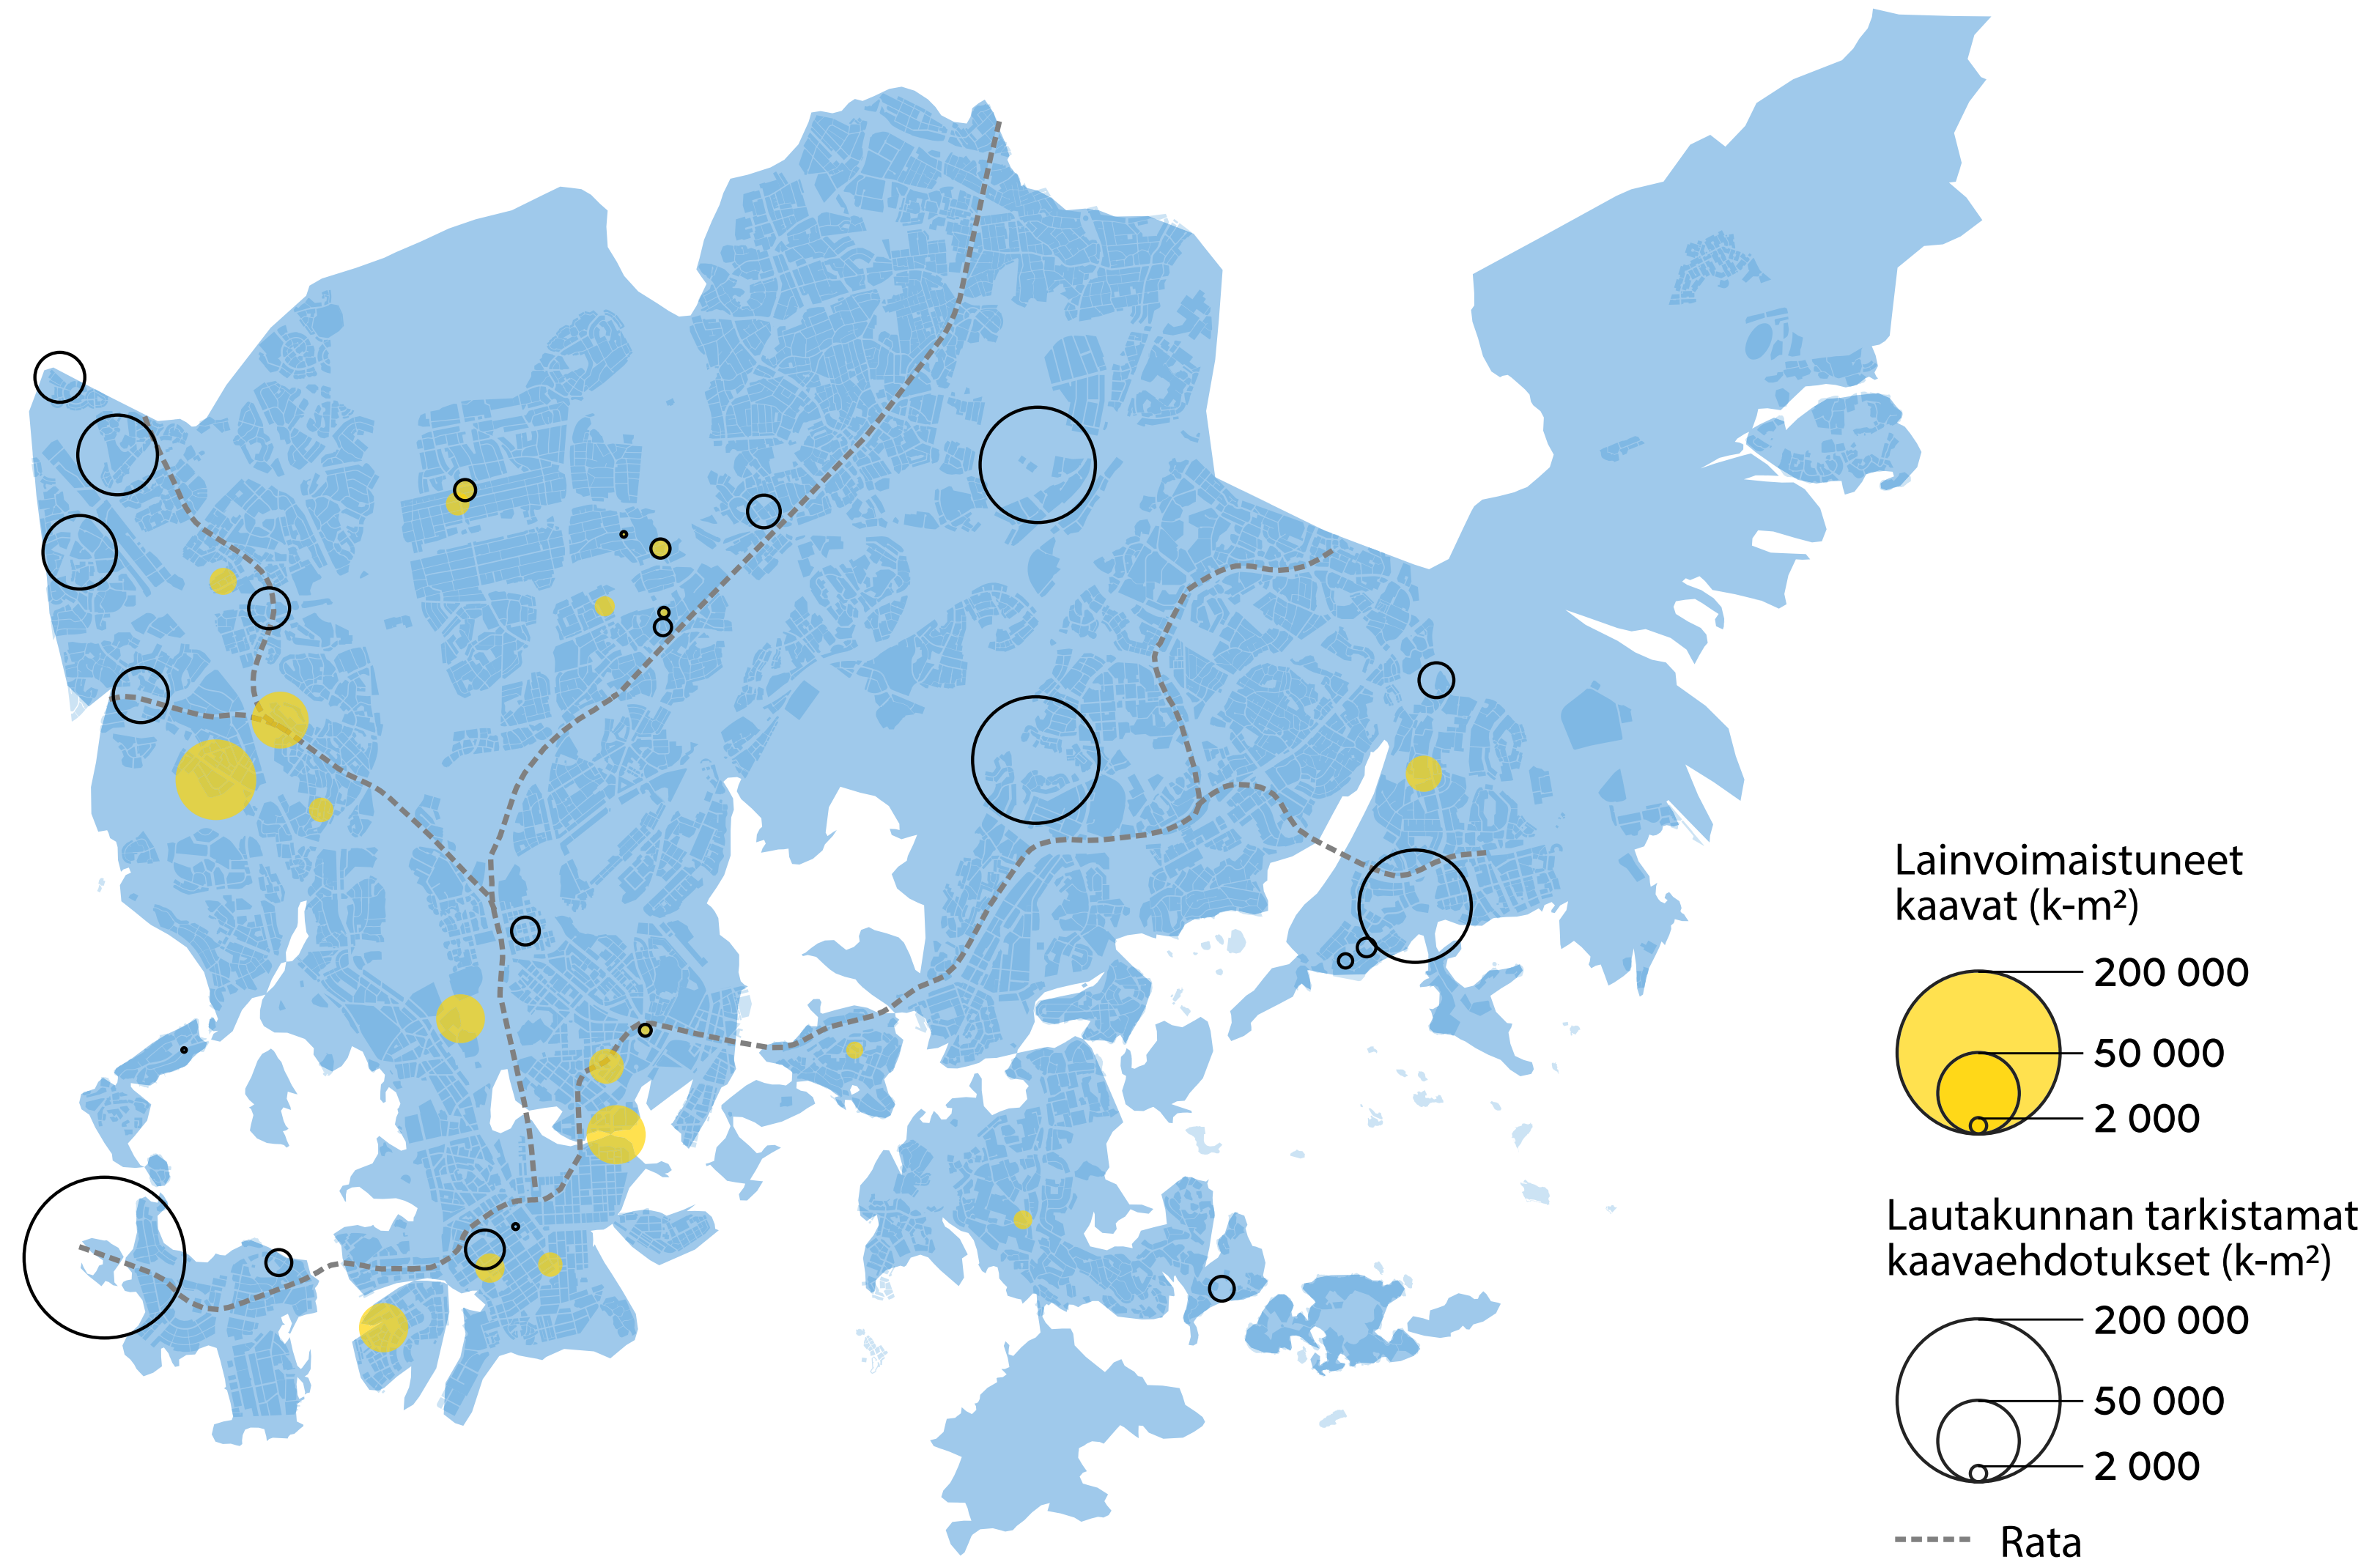 Lainvoimaistuneet
kaavat (k-m²)
200 000
50 000
2 000
Lautakunnan tarkistamat
kaavaehdotukset (k-m²)
200 000
50 000
2 000
Rata